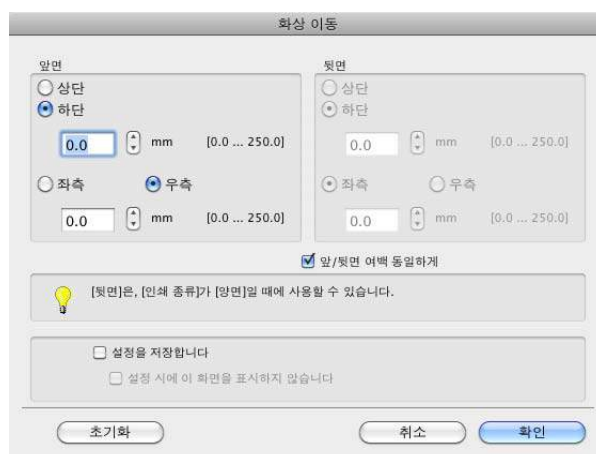 화상 이동
앞면
상단
하단
0.0 mm [0.0 ... 250.0]
좌측 우측
0.0 mm [0.0 ... 250.0]
뒷면
상단
하단
0.0 mm [0.0 ... 250.0]
좌측 우측
0.0 mm [0.0 ... 250.0]
앞/뒷면 여백 동일하게
[뒷면]은, [인쇄 종류]가 [양면]일 때에 사용할 수 있습니다.
설정을 저장합니다
설정 시에 이 화면을 표시하지 않습니다
초기화 취소 확인